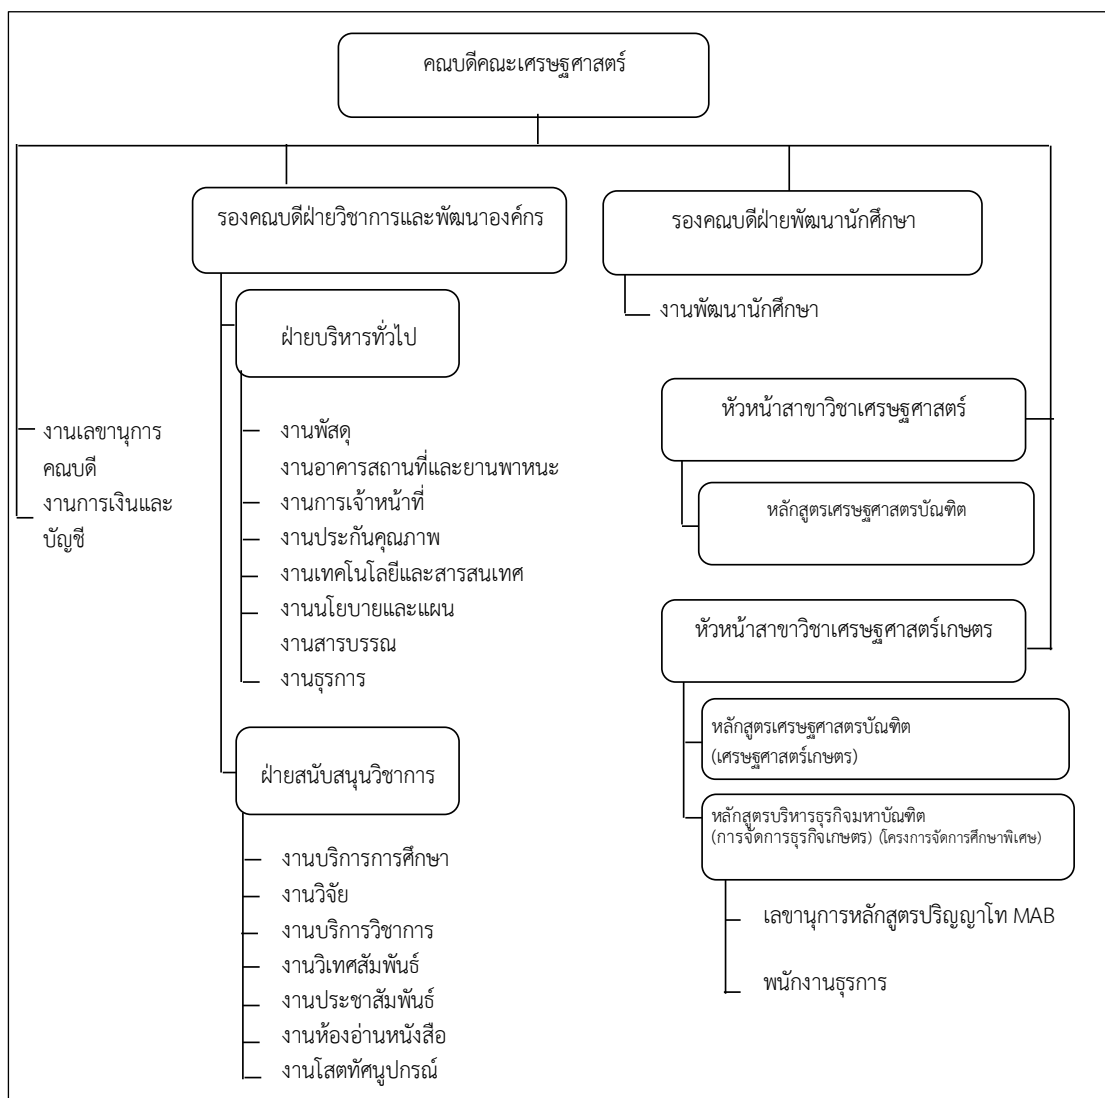 คณบดีคณะเศรษฐศาสตร์
รองคณบดีฝ่ายวิชาการและพัฒนาองค์กร
รองคณบดีฝ่ายพัฒนานักศึกษา
งานพัฒนานักศึกษา
งานเลขานุการ
คณบดี
งานการเงินและ
บัญชี
ฝ่ายบริหารทั่วไป
งานพัสดุ
งานอาคารสถานที่และยานพาหนะ
งานการเจ้าหน้าที่
งานประกันคุณภาพ
งานเทคโนโลยีและสารสนเทศ
งานนโยบายและแผน
งานสารบรรณ
งานธุรการ
ฝ่ายสนับสนุนวิชาการ
งานบริการการศึกษา
งานวิจัย
งานบริการวิชาการ
งานวิเทศสัมพันธ์
งานประชาสัมพันธ์
งานห้องอ่านหนังสือ
งานโสตทัศนูปกรณ์
หัวหน้าสาขาวิชาเศรษฐศาสตร์
หลักสูตรเศรษฐศาสตรบัณฑิต
หัวหน้าสาขาวิชาเศรษฐศาสตร์เกษตร
หลักสูตรเศรษฐศาสตรบัณฑิต
(เศรษฐศาสตร์เกษตร)
หลักสูตรบริหารธุรกิจมหาบัณฑิต
(การจัดการธุรกิจเกษตร) (โครงการจัดการศึกษาพิเศษ)
เลขานุการหลักสูตรปริญญาโท MAB
พนักงานธุรการ